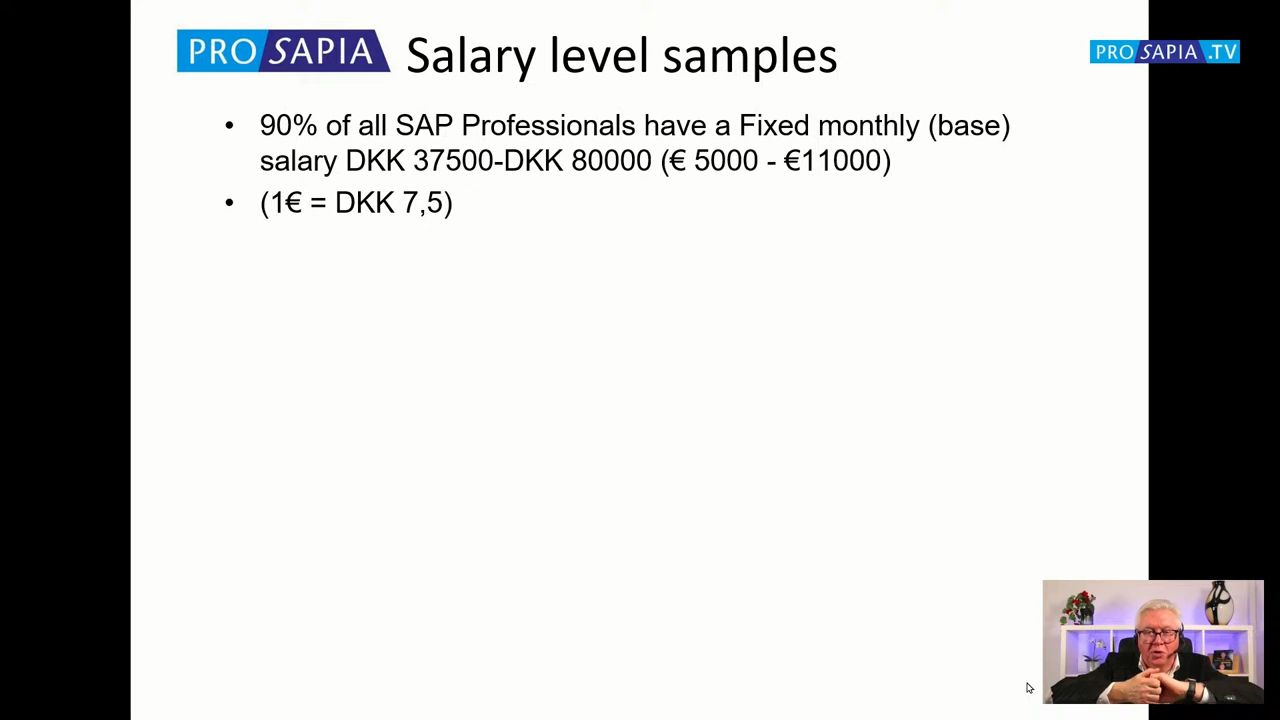 PRO SAPIA
Salary level samples
PRO SAPIA .TV
• 90% of all SAP Professionals have a Fixed monthly (base)
salary DKK 37500-DKK 80000 (€ 5000 - €11000)
• (1€ = DKK 7,5)